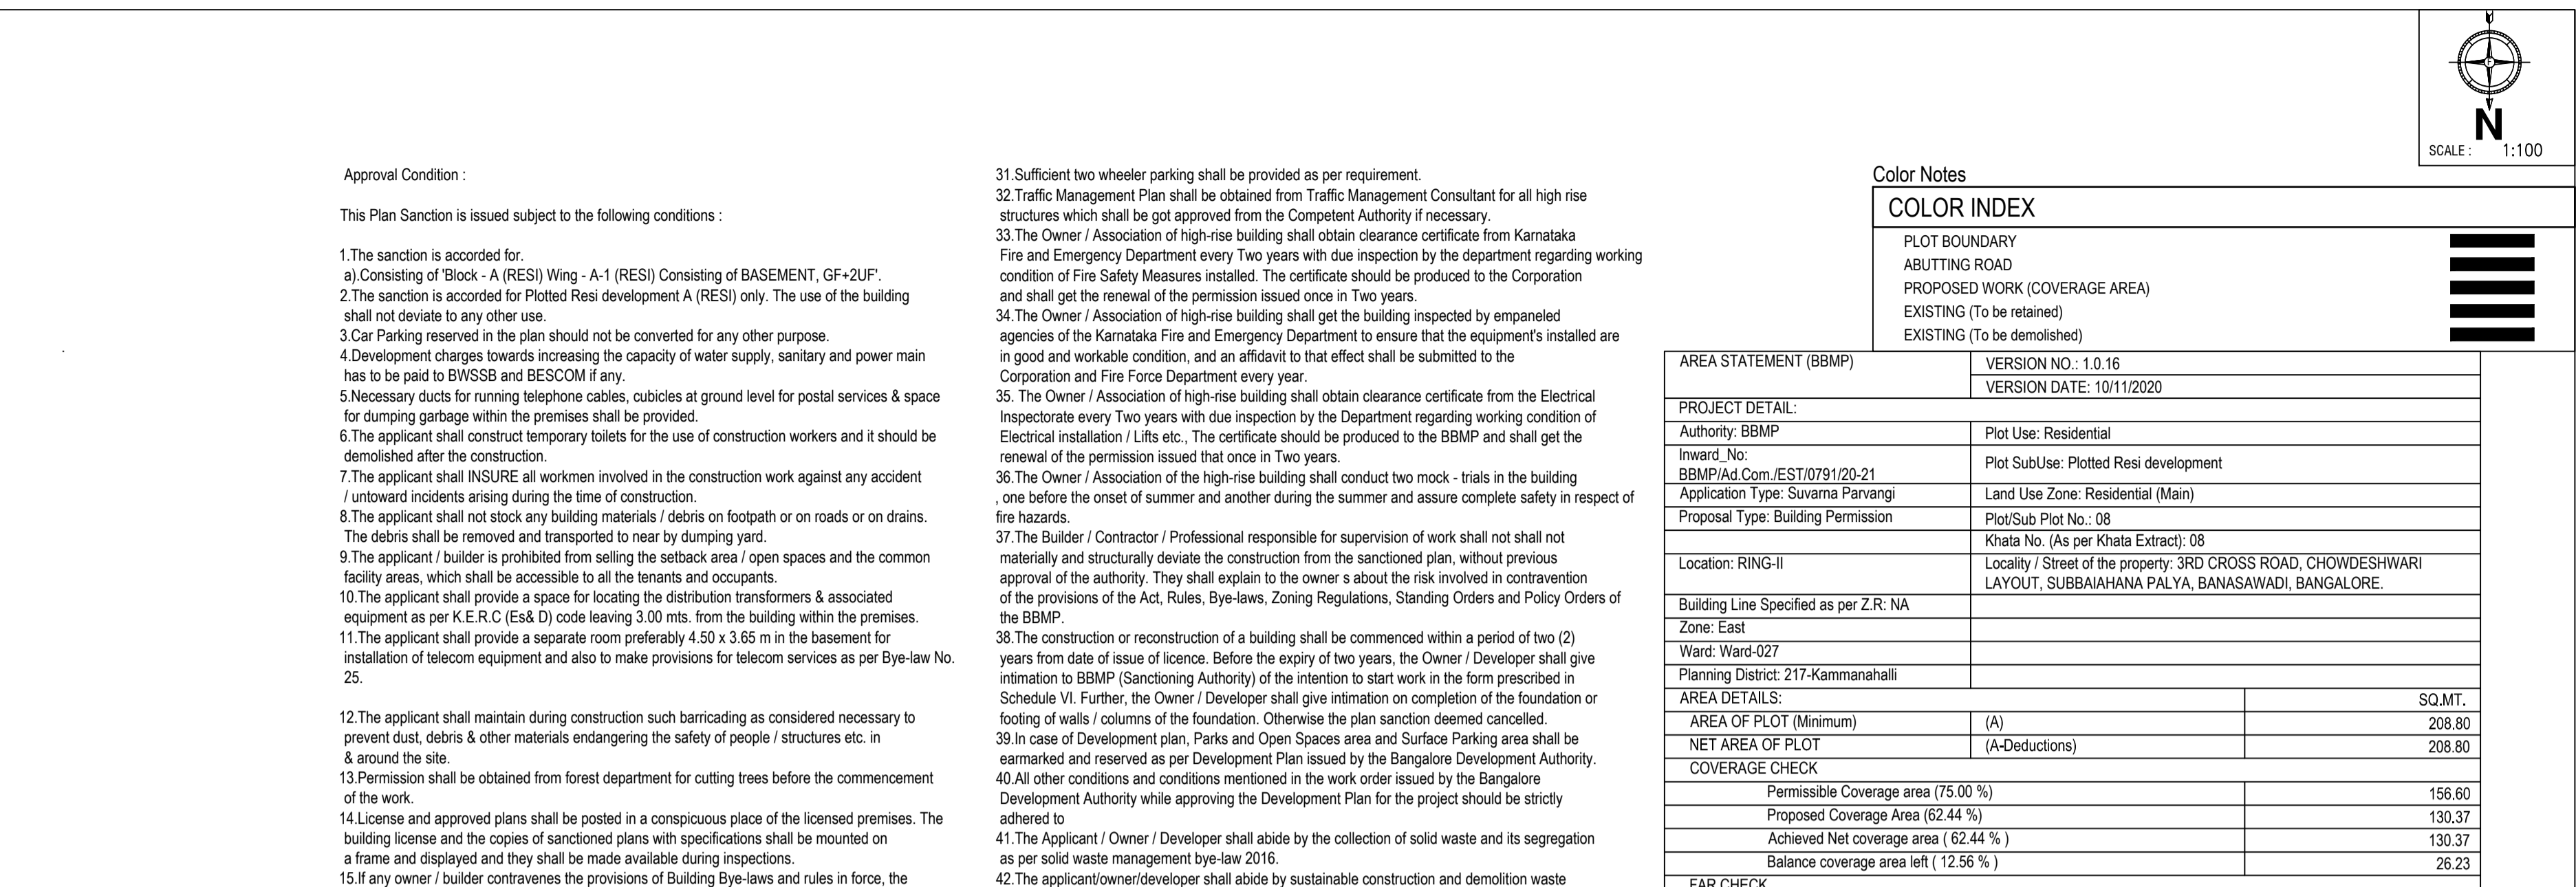 N
SCALE : 1:100
Approval Condition :
This Plan Sanction is issued subject to the following conditions :
1.The sanction is accorded for.
a).Consisting of 'Block - A (RESI) Wing - A-1 (RESI) Consisting of BASEMENT, GF+2UF'.
2.The sanction is accorded for Plotted Resi development A (RESI) only. The use of the building
shall not deviate to any other use.
3.Car Parking reserved in the plan should not be converted for any other purpose.
4.Development charges towards increasing the capacity of water supply, sanitary and power main
has to be paid to BWSSB and BESCOM if any.
5.Necessary ducts for running telephone cables, cubicles at ground level for postal services & space
for dumping garbage within the premises shall be provided.
6.The applicant shall construct temporary toilets for the use of construction workers and it should be
demolished after the construction.
7.The applicant shall INSURE all workmen involved in the construction work against any accident
/ untoward incidents arising during the time of construction.
8.The applicant shall not stock any building materials / debris on footpath or on roads or on drains.
The debris shall be removed and transported to near by dumping yard.
9.The applicant / builder is prohibited from selling the setback area / open spaces and the common
facility areas, which shall be accessible to all the tenants and occupants.
10.The applicant shall provide a space for locating the distribution transformers & associated
equipment as per K.E.R.C (Es& D) code leaving 3.00 mts. from the building within the premises.
11.The applicant shall provide a separate room preferably 4.50 x 3.65 m in the basement for
installation of telecom equipment and also to make provisions for telecom services as per Bye-law No.
25.
12.The applicant shall maintain during construction such barricading as considered necessary to
prevent dust, debris & other materials endangering the safety of people / structures etc. in
& around the site.
13.Permission shall be obtained from forest department for cutting trees before the commencement
of the work.
14.License and approved plans shall be posted in a conspicuous place of the licensed premises. The
building license and the copies of sanctioned plans with specifications shall be mounted on
a frame and displayed and they shall be made available during inspections.
15.If any owner / builder contravenes the provisions of Building Bye-laws and rules in force, the
31.Sufficient two wheeler parking shall be provided as per requirement.
32.Traffic Management Plan shall be obtained from Traffic Management Consultant for all high rise
structures which shall be got approved from the Competent Authority if necessary.
33.The Owner / Association of high-rise building shall obtain clearance certificate from Karnataka
Fire and Emergency Department every Two years with due inspection by the department regarding working
condition of Fire Safety Measures installed. The certificate should be produced to the Corporation
and shall get the renewal of the permission issued once in Two years.
34.The Owner / Association of high-rise building shall get the building inspected by empaneled
agencies of the Karnataka Fire and Emergency Department to ensure that the equipment's installed are
in good and workable condition, and an affidavit to that effect shall be submitted to the
Corporation and Fire Force Department every year.
35. The Owner / Association of high-rise building shall obtain clearance certificate from the Electrical
Inspectorate every Two years with due inspection by the Department regarding working condition of
Electrical installation / Lifts etc., The certificate should be produced to the BBMP and shall get the
renewal of the permission issued that once in Two years.
36.The Owner / Association of the high-rise building shall conduct two mock - trials in the building
, one before the onset of summer and another during the summer and assure complete safety in respect of
fire hazards.
37.The Builder / Contractor / Professional responsible for supervision of work shall not shall not
materially and structurally deviate the construction from the sanctioned plan, without previous
approval of the authority. They shall explain to the owner s about the risk involved in contravention
of the provisions of the Act, Rules, Bye-laws, Zoning Regulations, Standing Orders and Policy Orders of
the BBMP.
38.The construction or reconstruction of a building shall be commenced within a period of two (2)
years from date of issue of licence. Before the expiry of two years, the Owner / Developer shall give
intimation to BBMP (Sanctioning Authority) of the intention to start work in the form prescribed in
Schedule VI. Further, the Owner / Developer shall give intimation on completion of the foundation or
footing of walls / columns of the foundation. Otherwise the plan sanction deemed cancelled.
39.In case of Development plan, Parks and Open Spaces area and Surface Parking area shall be
earmarked and reserved as per Development Plan issued by the Bangalore Development Authority.
40.All other conditions and conditions mentioned in the work order issued by the Bangalore
Development Authority while approving the Development Plan for the project should be strictly
adhered to
41.The Applicant / Owner / Developer shall abide by the collection of solid waste and its segregation
as per solid waste management bye-law 2016.
42.The applicant/owner/developer shall abide by sustainable construction and demolition waste
Color Notes
COLOR INDEX
PLOT BOUNDARY
ABUTTING ROAD
PROPOSED WORK (COVERAGE AREA)
EXISTING (To be retained)
EXISTING (To be demolished)
AREA STATEMENT (BBMP) VERSION NO.: 1.0.16
VERSION DATE: 10/11/2020
PROJECT DETAIL:
Authority: BBMP Plot Use: Residential
Inward_No:
BBMP/Ad.Com./EST/0791/20-21 Plot SubUse: Plotted Resi development
Application Type: Suvarna Parvangi Land Use Zone: Residential (Main)
Proposal Type: Building Permission Plot/Sub Plot No.: 08
Khata No. (As per Khata Extract): 08
Location: RING-II Locality / Street of the property: 3RD CROSS ROAD, CHOWDESHWARI
LAYOUT, SUBBAIAHANA PALYA, BANASAWADI, BANGALORE.
Building Line Specified as per Z.R: NA
Zone: East
Ward: Ward-027
Planning District: 217-Kammanahalli
AREA DETAILS: SQ.MT.
AREA OF PLOT (Minimum) (A) 208.80
NET AREA OF PLOT (A-Deductions) 208.80
COVERAGE CHECK
Permissible Coverage area (75.00 %) 156.60
Proposed Coverage Area (62.44 %) 130.37
Achieved Net coverage area ( 62.44 % ) 130.37
Balance coverage area left ( 12.56 % ) 26.23
FAR CHECK